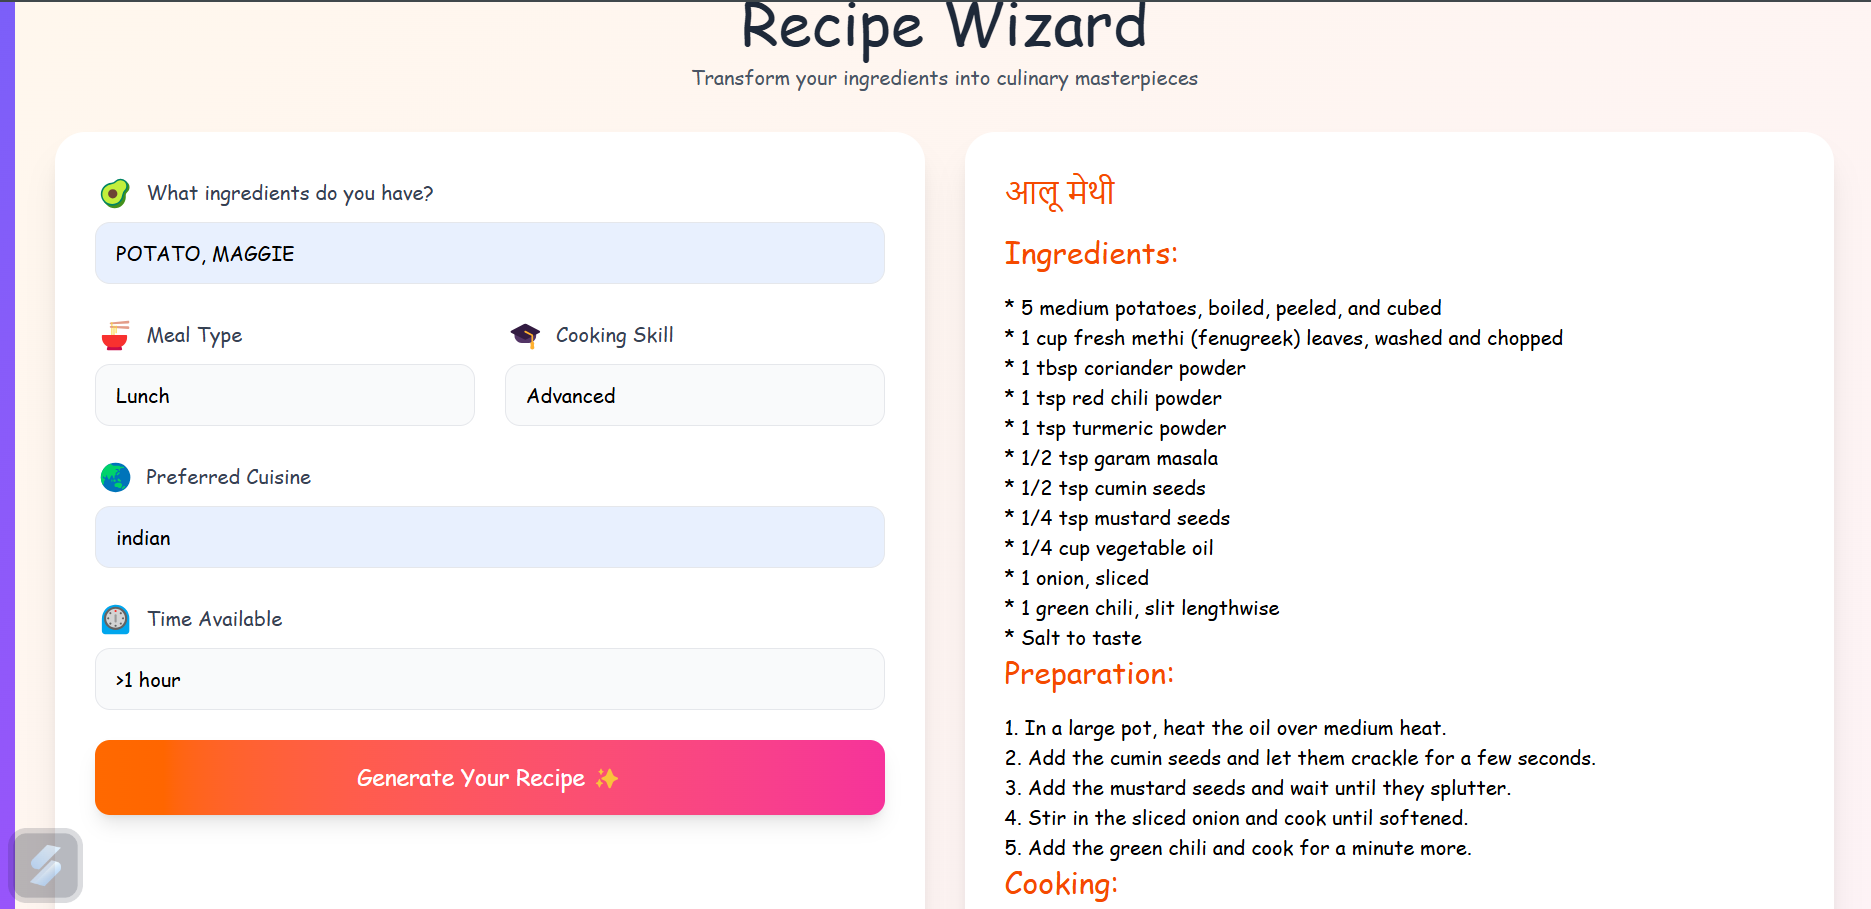 Recipe Wizard
Transform your ingredients into culinary masterpieces
What ingredients do you have?
POTATO, MAGGIE
Meal Type
Cooking Skill
Lunch
Advanced
Preferred Cuisine
indian
Time Available
>1 hour
Generate Your Recipe ✨
आलू मेथी
Ingredients:
* 5 medium potatoes, boiled, peeled, and cubed
* 1 cup fresh methi (fenugreek) leaves, washed and chopped
* 1 tbsp coriander powder
* 1 tsp red chili powder
* 1 tsp turmeric powder
* 1/2 tsp garam masala
* 1/2 tsp cumin seeds
* 1/4 tsp mustard seeds
* 1/4 cup vegetable oil
* 1 onion, sliced
* 1 green chili, slit lengthwise
* Salt to taste
Preparation:
1. In a large pot, heat the oil over medium heat.
2. Add the cumin seeds and let them crackle for a few seconds.
3. Add the mustard seeds and wait until they splutter.
4. Stir in the sliced onion and cook until softened.
5. Add the green chili and cook for a minute more.
Cooking: